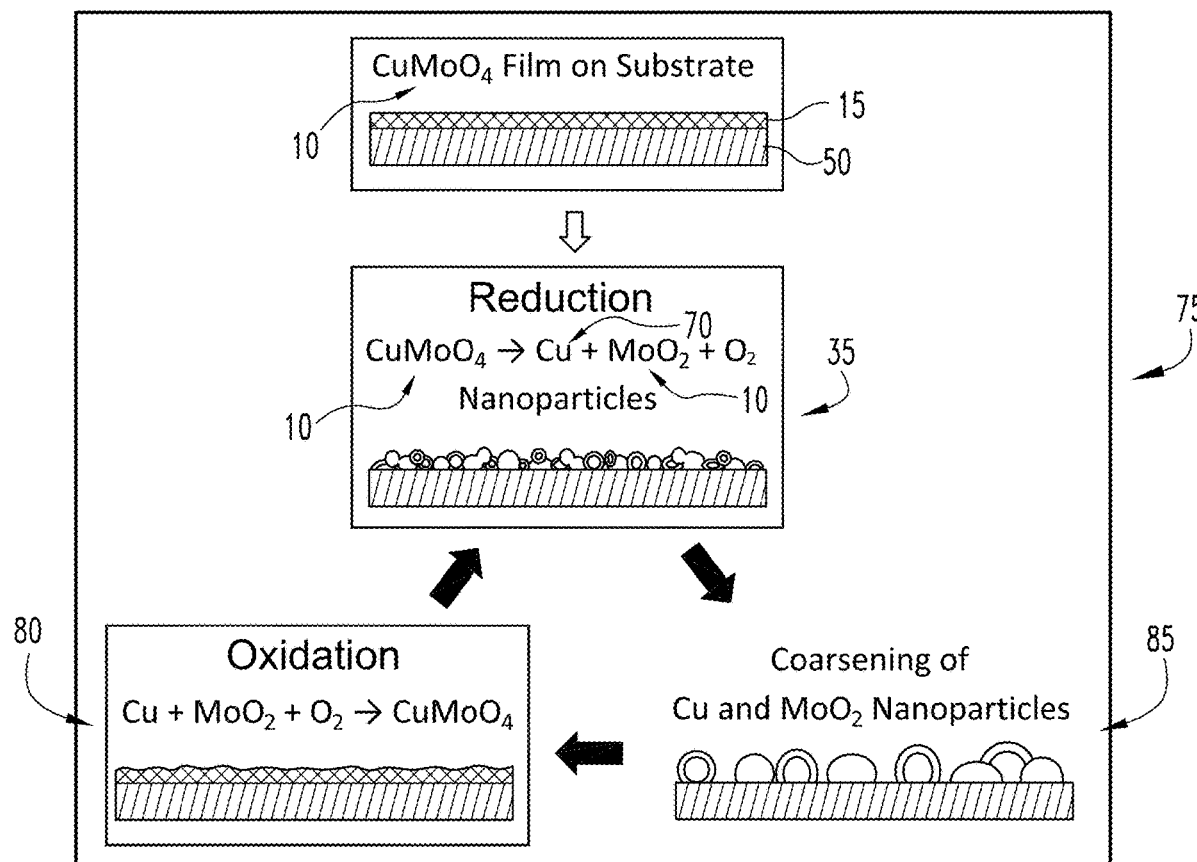 CuMoO₄ Film on Substrate
10
15
50
Reduction
70
CuMoO₄ → Cu + MoO₂ + O₂
Nanoparticles
10
10
35
75
80
Oxidation
Cu + MoO₂ + O₂ → CuMoO₄
Coarsening of
Cu and MoO₂ Nanoparticles
85